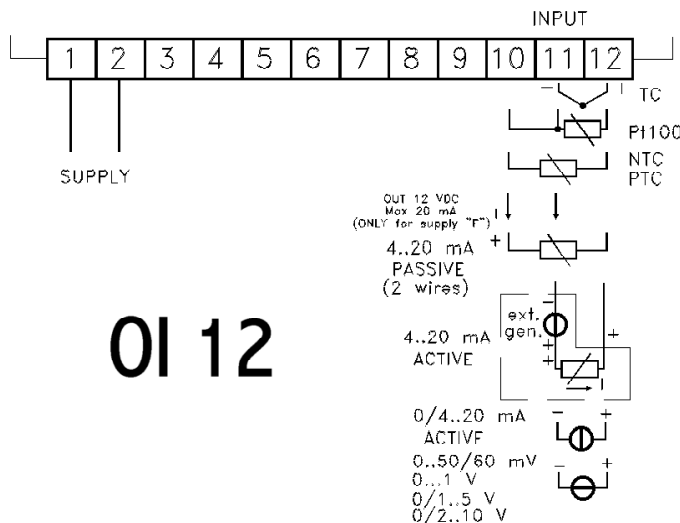 INPUT
1 2 3 4 5 6 7 8 9 10 11 12
TC
Pt100
SUPPLY
NTC
PTC
OUT 12 VDC
Max 20 mA
(ONLY for supply "F")
4..20 mA
PASSIVE
(2 wires)
ext.
gen.
4..20 mA
ACTIVE
OI 12
0/4..20 mA
ACTIVE
0..50/60 mV
0...1 V
0/1..5 V
0/2..10 V